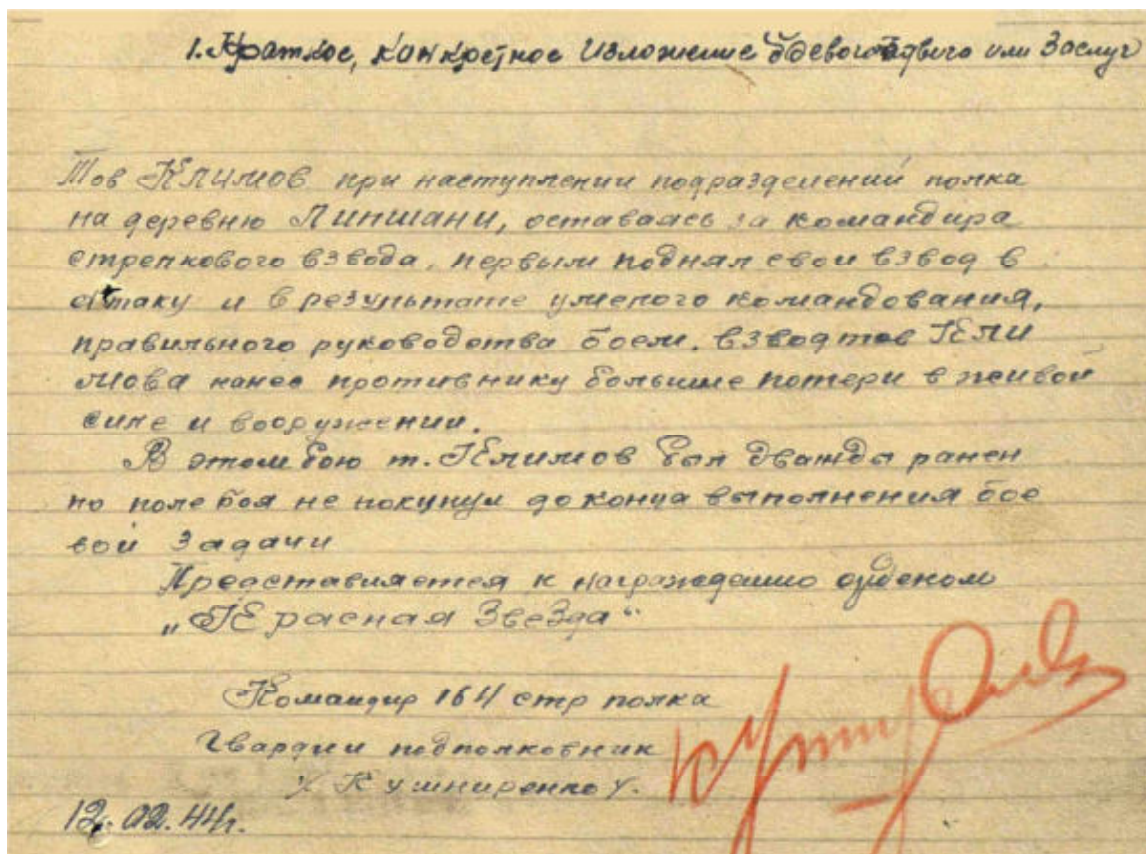 1. Краткое, конкретное изложение боевого подвига или заслуг
Тов Климов при наступлении подразделений полка
на деревню Линшани, оставаясь за командира
стрелкового взвода, первым поднял свой взвод в
атаку и в результате умелого командования,
правильного руководства боем. взвод тов Кли
мова нанес противнику большие потери в живой
силе и вооружении.
В этом бою т. Климов был дважды ранен
но поле боя не покинул до конца выполнения бое
вой задачи
Представляется к награждению орденом
„Красная Звезда“
Командир 164 стр полка
Гвардии подполковник
/Кушниренко/.
12. 02. 44г.